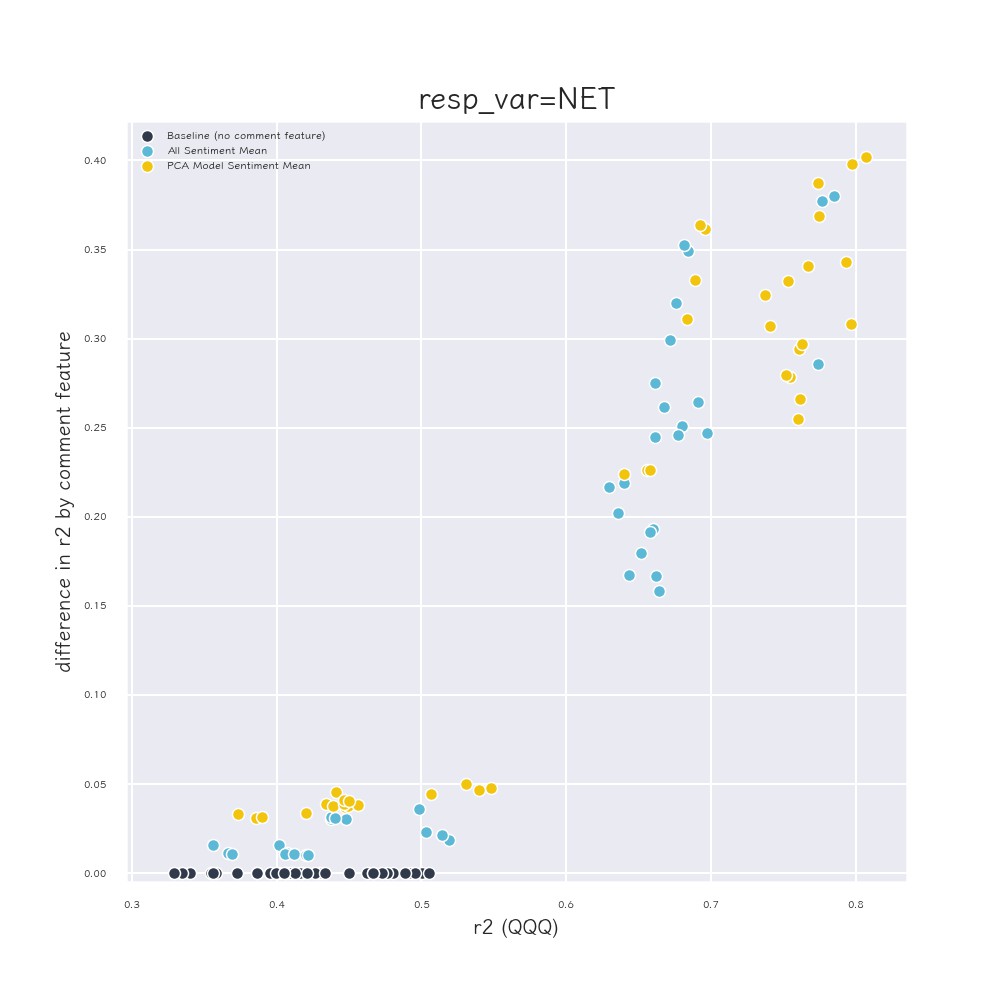 resp_var=NET
Baseline (no comment feature)
All Sentiment Mean
PCA Model Sentiment Mean
0.40
0.35
0.30
0.25
0.20
0.15
0.10
0.05
0.00
difference in r2 by comment feature
0.3 0.4 0.5 0.6 0.7 0.8
r2 (QQQ)